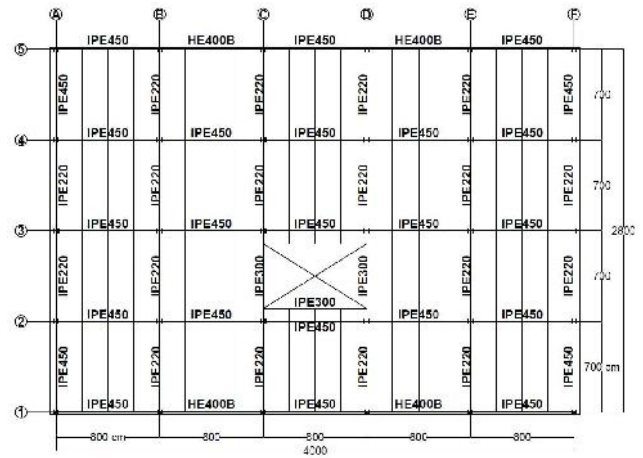 A B C D E F
5 IPE450 HE400B IPE450 HE400B IPE450
IPE450 IPE220 IPE220 IPE220 IPE220 IPE450 700
4 IPE450 IPE450 IPE450 IPE450 IPE450
IPE220 IPE220 IPE220 IPE220 IPE220 IPE220 700
3 IPE450 IPE450 IPE450 IPE450 IPE450 2800
IPE220 IPE220 IPE300 IPE300 IPE220 IPE220 700
IPE300
2 IPE450 IPE450 IPE450 IPE450 IPE450
IPE450 IPE220 IPE220 IPE220 IPE220 IPE450 700 cm
1 IPE450 HE400B IPE450 HE400B IPE450
800 cm 800 800 800 800
4000